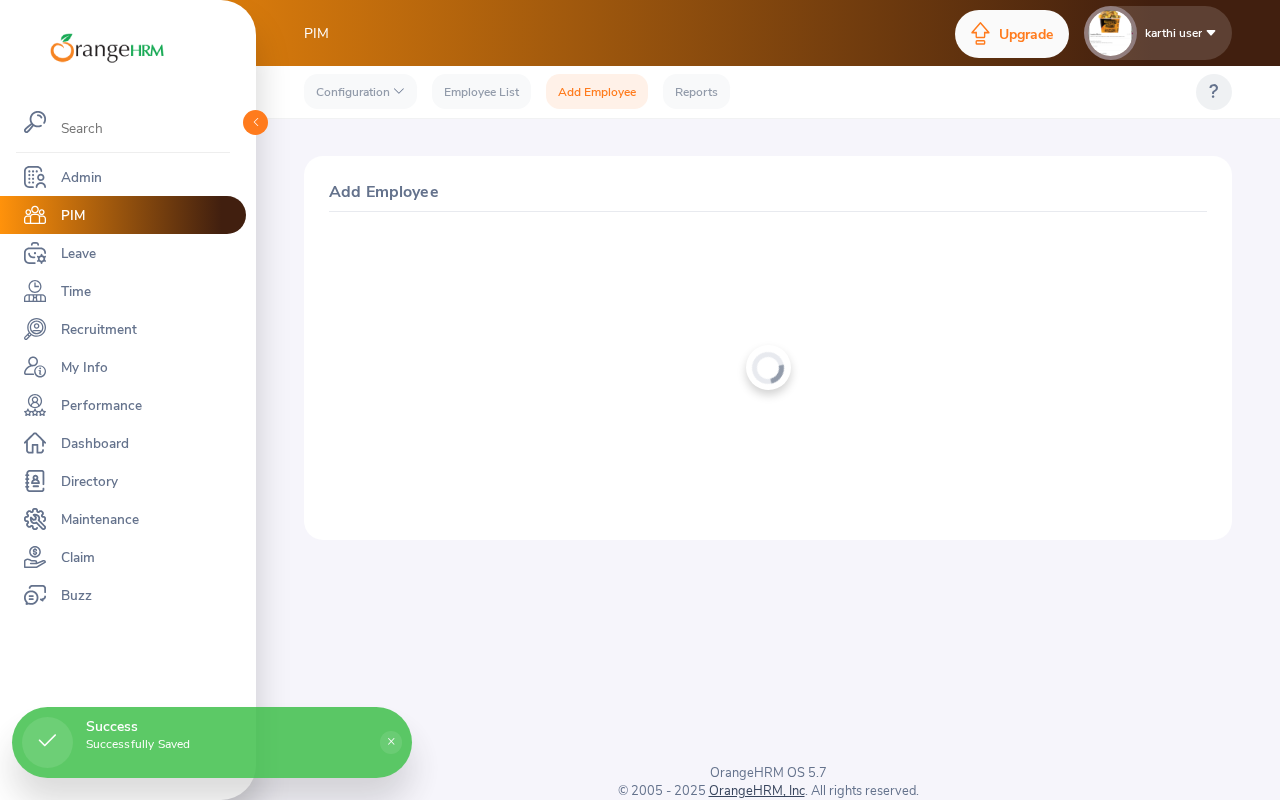 OrangeHRM
PIM
Upgrade
karthi user
Configuration
Employee List
Add Employee
Reports
?
Search
Admin
PIM
Leave
Time
Recruitment
My Info
Performance
Dashboard
Directory
Maintenance
Claim
Buzz
Add Employee
Success
Successfully Saved
×
OrangeHRM OS 5.7
© 2005 - 2025 OrangeHRM, Inc. All rights reserved.